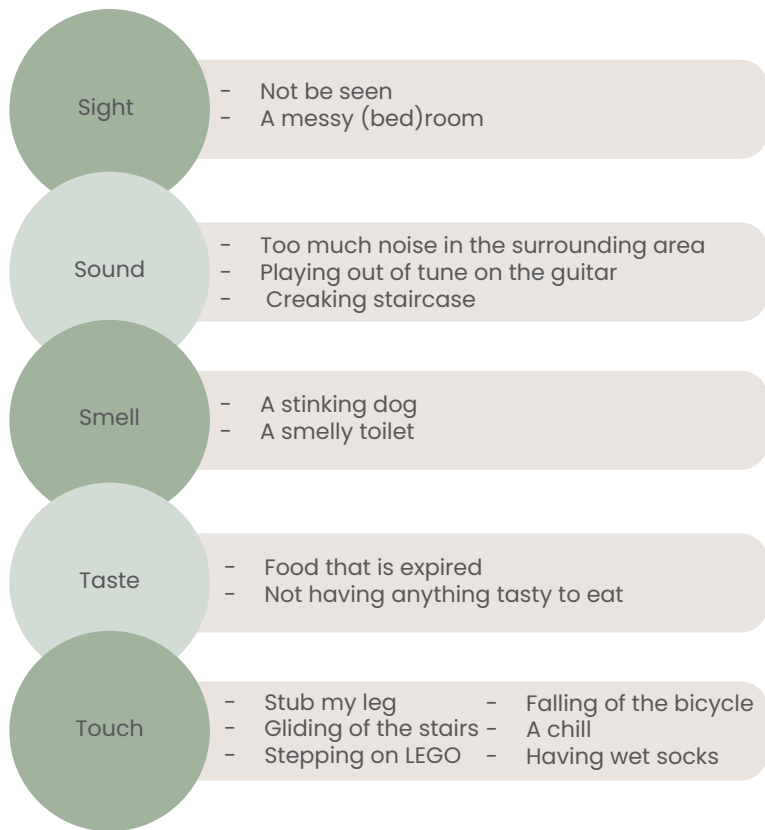 Sight
- Not be seen
- A messy (bed)room
Sound
- Too much noise in the surrounding area
- Playing out of tune on the guitar
- Creaking staircase
Smell
- A stinking dog
- A smelly toilet
Taste
- Food that is expired
- Not having anything tasty to eat
Touch
- Stub my leg
- Gliding of the stairs
- Stepping on LEGO
- Falling of the bicycle
- A chill
- Having wet socks